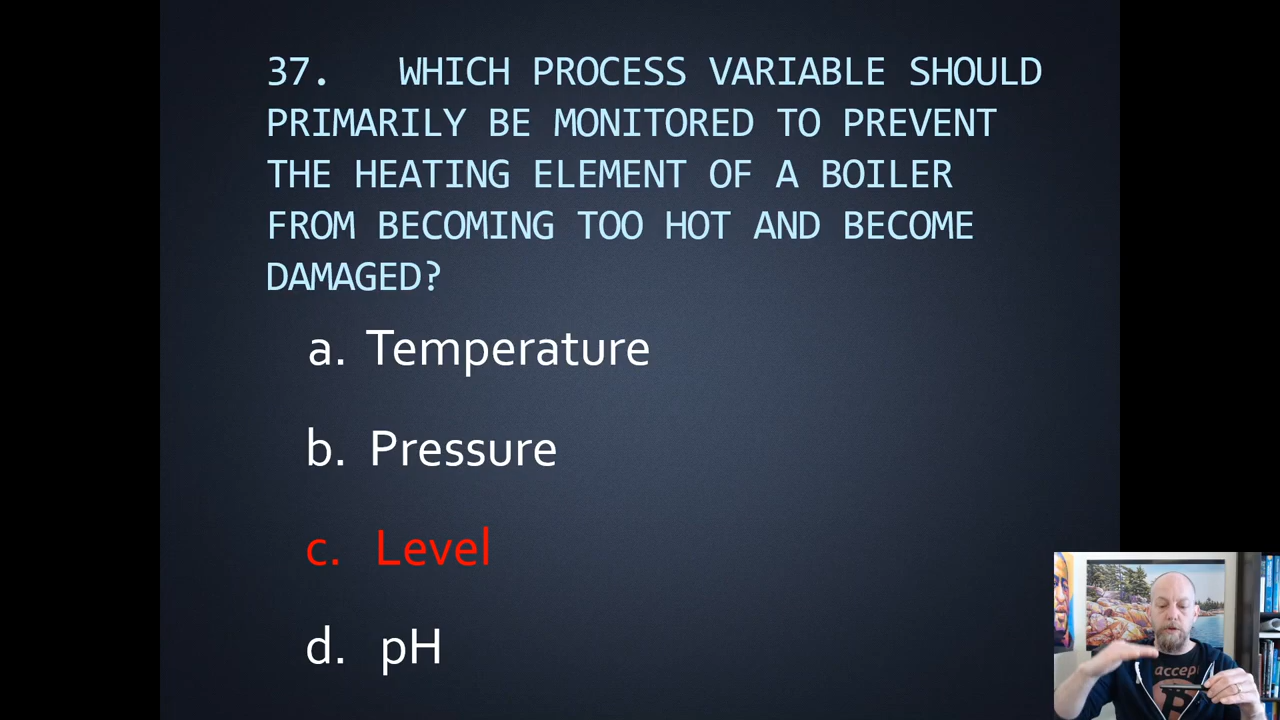 37. WHICH PROCESS VARIABLE SHOULD
PRIMARILY BE MONITORED TO PREVENT
THE HEATING ELEMENT OF A BOILER
FROM BECOMING TOO HOT AND BECOME
DAMAGED?
a. Temperature
b. Pressure
c. Level
d. pH
accept